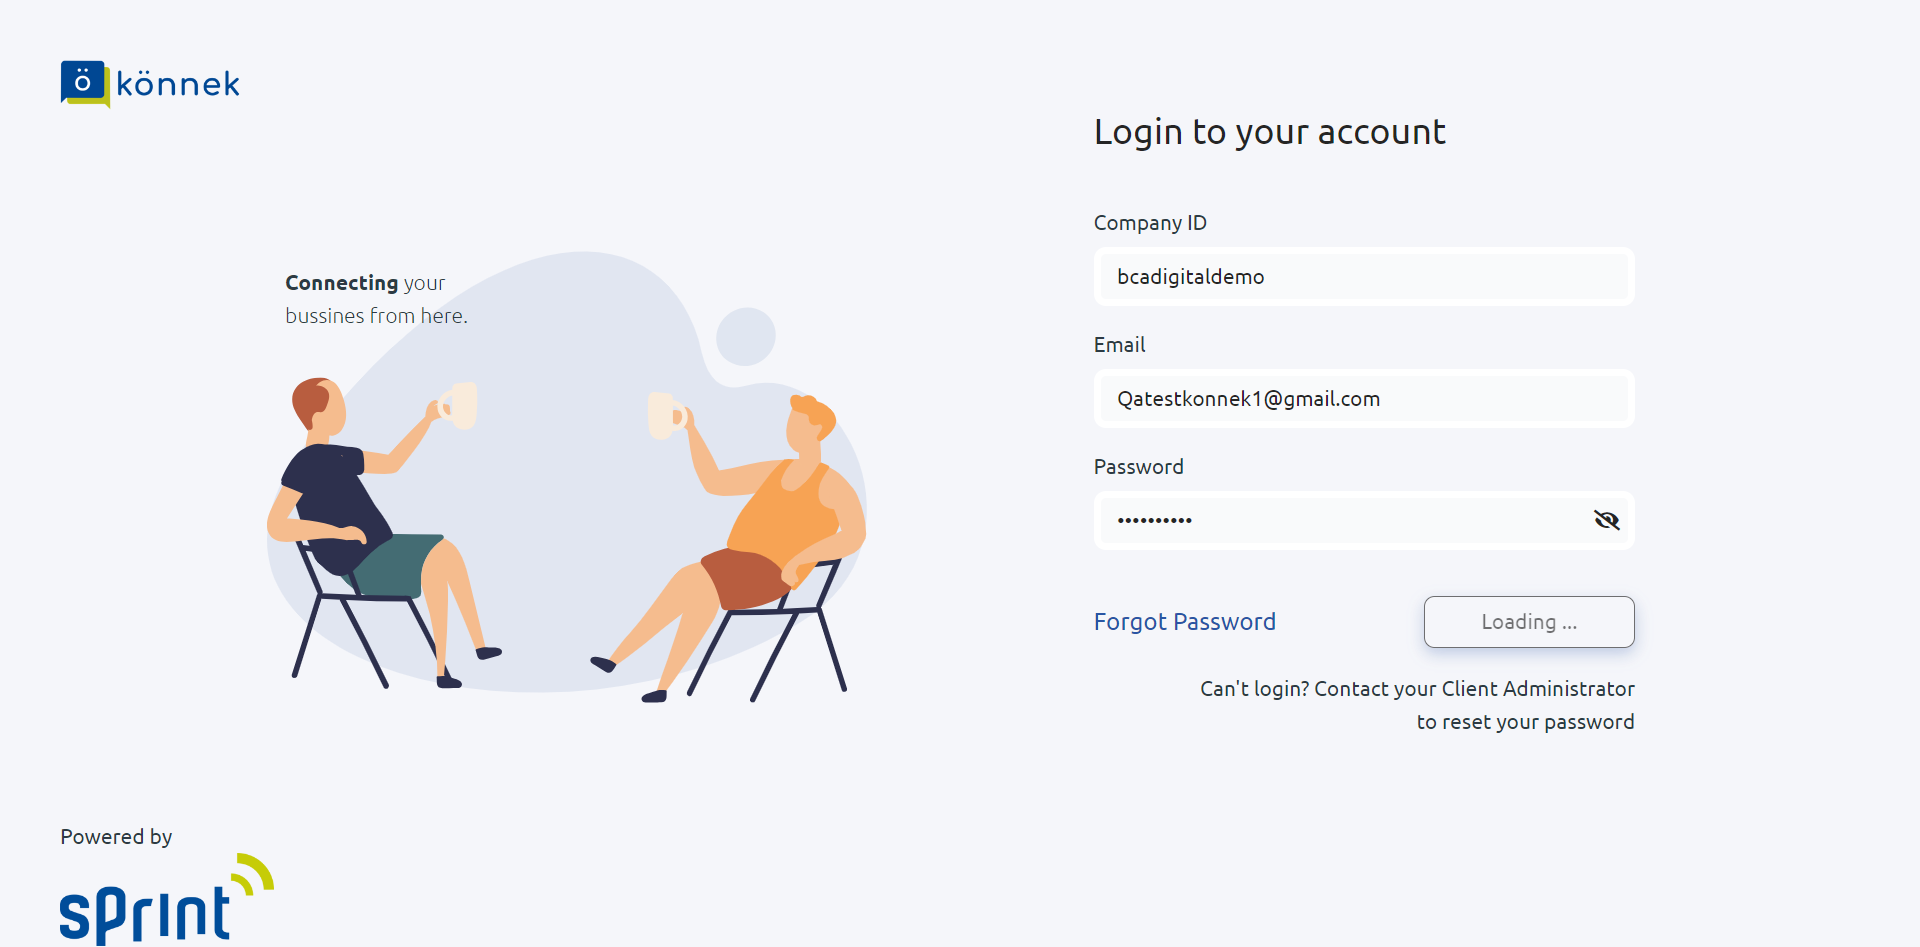 ö könnek
Login to your account
Company ID
bcadigitaldemo
Connecting your
bussines from here.
Email
Qatestkonnek1@gmail.com
Password
••••••••••
Forgot Password
Loading ...
Can't login? Contact your Client Administrator
to reset your password
Powered by
sprint